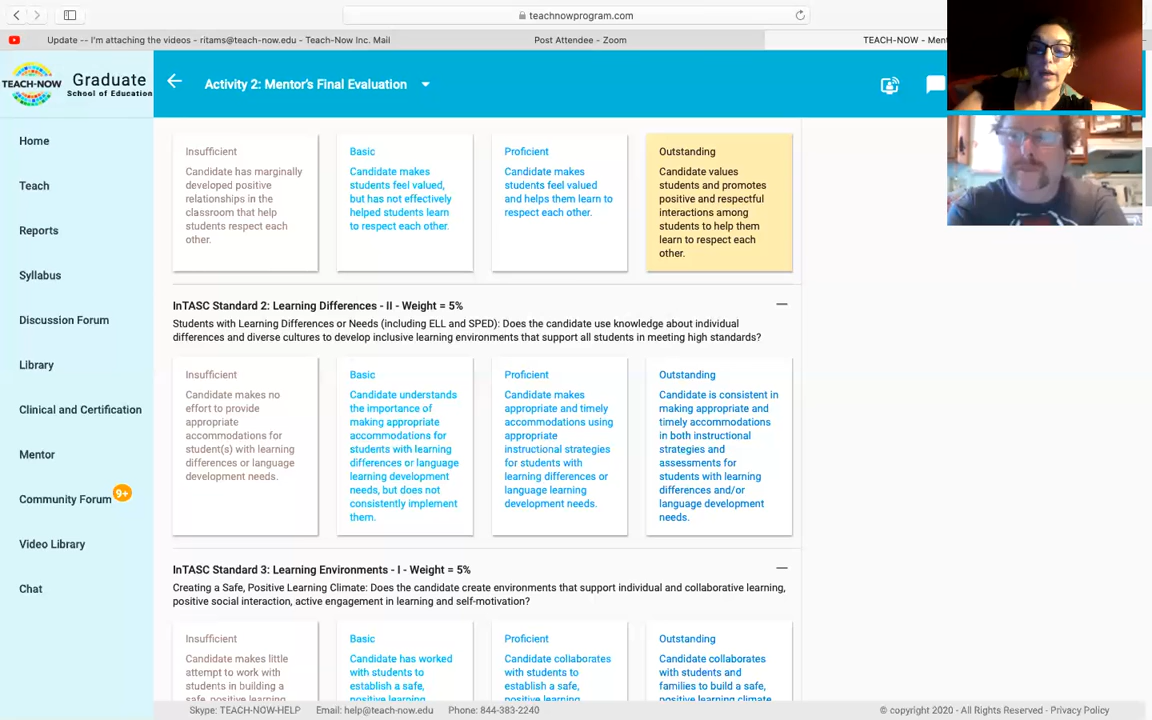 teachnowprogram.com
Update -- I'm attaching the videos - ritams@teach-now.edu - Teach-Now Inc. Mail
Post Attendee - Zoom
TEACH-NOW - Ment
TEACH-NOW
Graduate
School of Education
Activity 2: Mentor's Final Evaluation
Home
Teach
Reports
Syllabus
Discussion Forum
Library
Clinical and Certification
Mentor
Community Forum
9+
Video Library
Chat
Insufficient
Candidate has marginally
developed positive
relationships in the
classroom that help
students respect each
other.
Basic
Candidate makes
students feel valued,
but has not effectively
helped students learn
to respect each other.
Proficient
Candidate makes
students feel valued
and helps them learn to
respect each other.
Outstanding
Candidate values
students and promotes
positive and respectful
interactions among
students to help them
learn to respect each
other.
InTASC Standard 2: Learning Differences - II - Weight = 5%
Students with Learning Differences or Needs (including ELL and SPED): Does the candidate use knowledge about individual
differences and diverse cultures to develop inclusive learning environments that support all students in meeting high standards?
Insufficient
Candidate makes no
effort to provide
appropriate
accommodations for
student(s) with learning
differences or language
development needs.
Basic
Candidate understands
the importance of
making appropriate
accommodations for
students with learning
differences or language
learning development
needs, but does not
consistently implement
them.
Proficient
Candidate makes
appropriate and timely
accommodations using
appropriate
instructional strategies
for students with
learning differences or
language learning
development needs.
Outstanding
Candidate is consistent in
making appropriate and
timely accommodations
in both instructional
strategies and
assessments for
students with learning
differences and/or
language development
needs.
InTASC Standard 3: Learning Environments - I - Weight = 5%
Creating a Safe, Positive Learning Climate: Does the candidate create environments that support individual and collaborative learning,
positive social interaction, active engagement in learning and self-motivation?
Insufficient
Candidate makes little
attempt to work with
students in building a
safe, positive learning
Basic
Candidate has worked
with students to
establish a safe,
positive learning
Proficient
Candidate collaborates
with students to
establish a safe,
positive learning
Outstanding
Candidate collaborates
with students and
families to build a safe,
positive learning climate
Skype: TEACH-NOW-HELP Email: help@teach-now.edu Phone: 844-383-2240
© copyright 2020 - All Rights Reserved - Privacy Policy